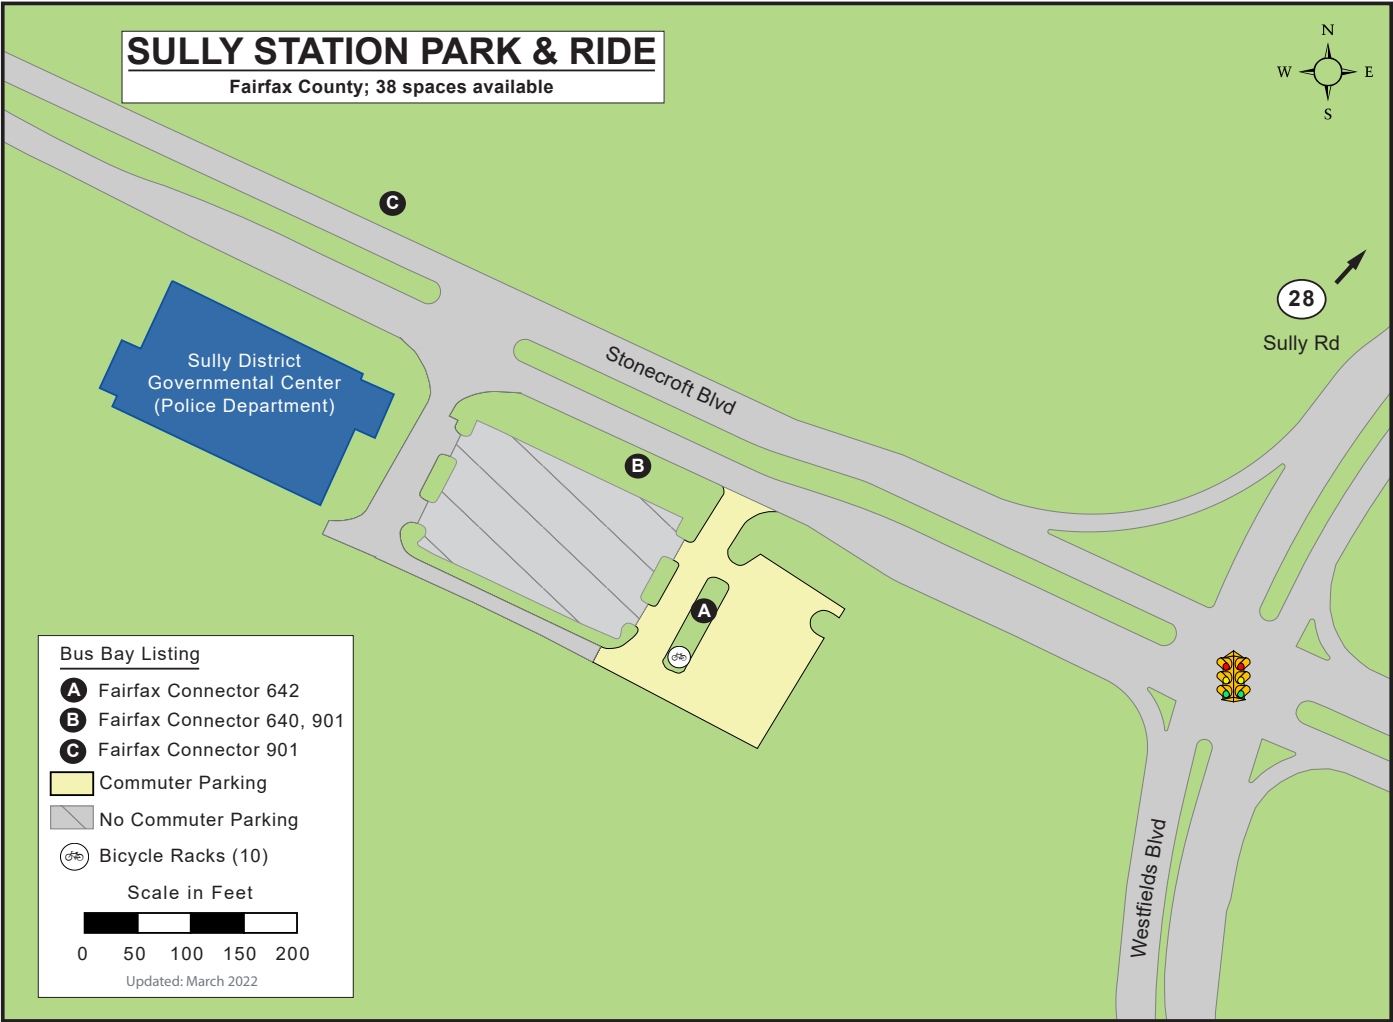 SULLY STATION PARK & RIDE
Fairfax County; 38 spaces available
N
W
E
S
C
28
Sully Rd
Stonecroft Blvd
Sully District
Governmental Center
(Police Department)
B
A
Bus Bay Listing
A Fairfax Connector 642
B Fairfax Connector 640, 901
C Fairfax Connector 901
Commuter Parking
No Commuter Parking
Bicycle Racks (10)
Scale in Feet
0 50 100 150 200
Updated: March 2022
Westfields Blvd